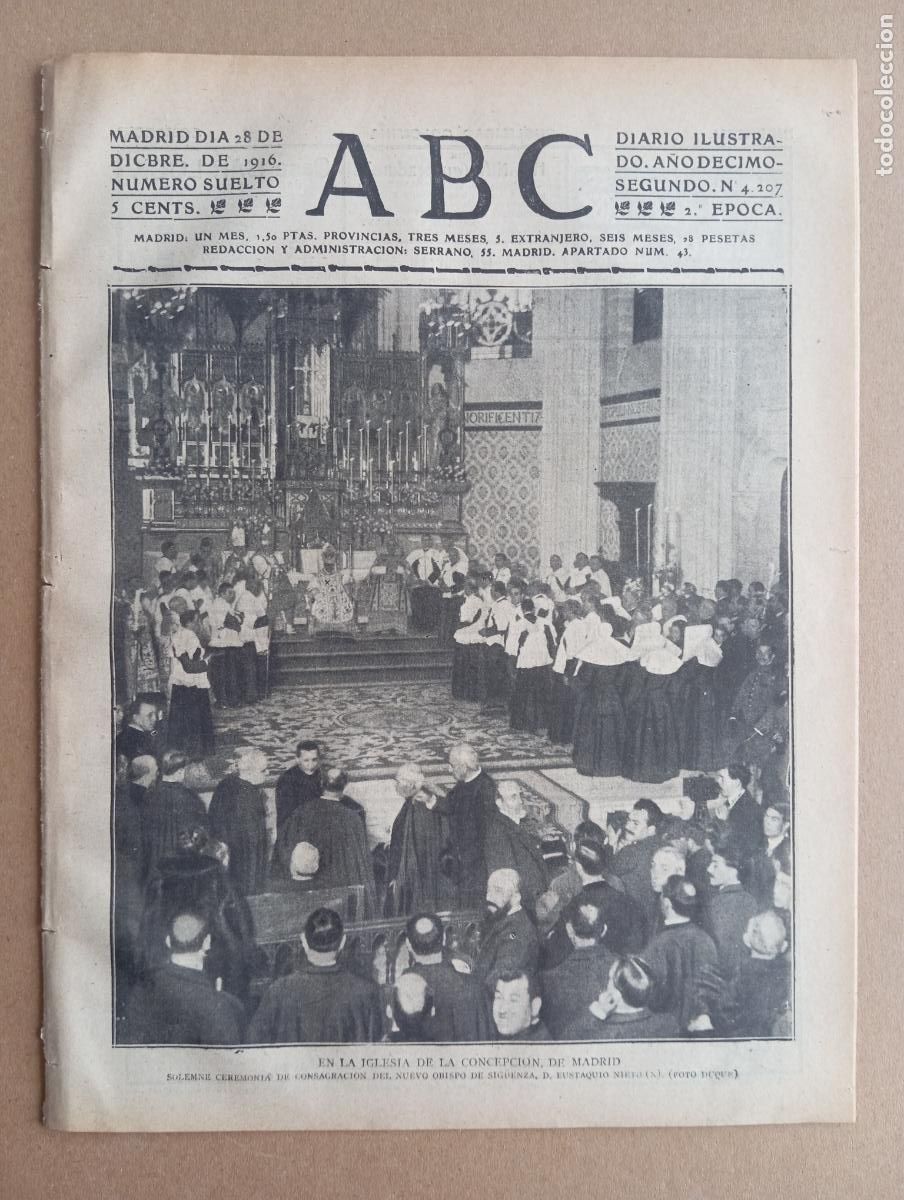 MADRID DIA 28 DE
DICBRE. DE 1916.
NUMERO SUELTO
5 CENTS.
ABC
DIARIO ILUSTRA-
DO. AÑO DECIMO-
SEGUNDO. N.º 4.207
2.ª EPOCA.
MADRID: UN MES, 1,50 PTAS. PROVINCIAS, TRES MESES, 5. EXTRANJERO, SEIS MESES, 28 PESETAS
REDACCION Y ADMINISTRACION: SERRANO, 55. MADRID. APARTADO NUM. 43.
NORIFICENTIA
EN LA IGLESIA DE LA CONCEPCION, DE MADRID
SOLEMNE CEREMONIA DE CONSAGRACION DEL NUEVO OBISPO DE SIGÜENZA, D. EUSTAQUIO NIETO (X). (FOTO DUQUE)
todocoleccion.net